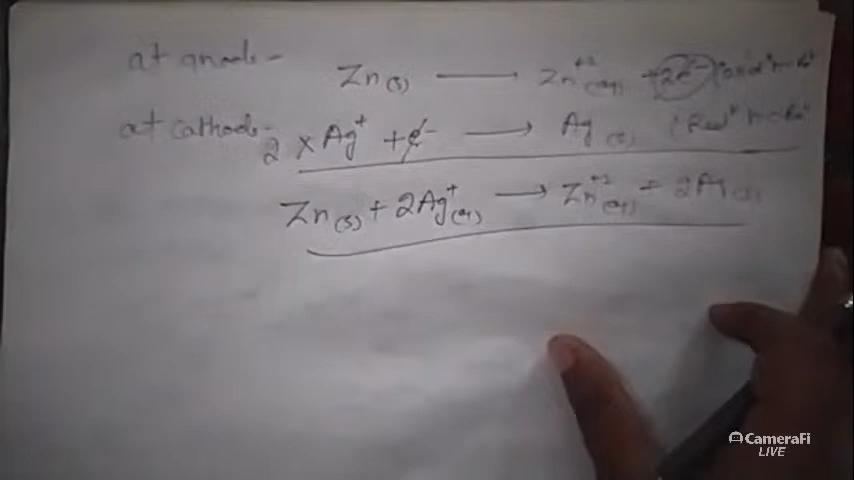 at anode -
Zn(s) ⟶ Zn+2(aq) + 2e- (
at cathode -
2 × Ag+ + e- ⟶ Ag(s)
Zn(s) + 2Ag+(aq) ⟶ Zn+2(aq) + 2Ag(s)
CameraFi
LIVE